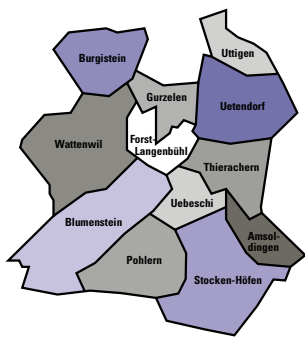 Uttigen
Burgistein
Gurzelen
Uetendorf
Wattenwil
Forst-
Langenbühl
Thierachern
Uebeschi
Blumenstein
Amsol-
dingen
Pohlern
Stocken-Höfen